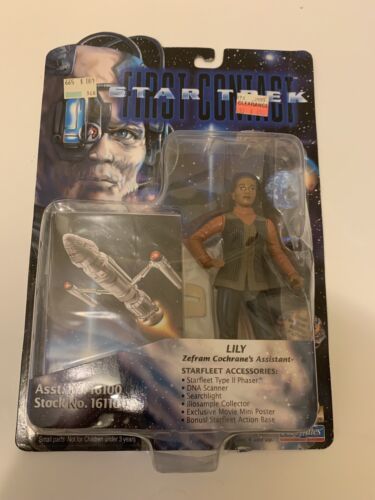 STAR TREK
FIRST CONTACT
CLEARANCE
LILY
Zefram Cochrane's Assistant
STARFLEET ACCESSORIES:
• Starfleet Type II Phaser
• DNA Scanner
• Searchlight
• Biosample Collector
• Exclusive Movie Mini Poster
• Bonus! Starfleet Action Base
Asst. No. 16100
Stock No. 16110
Small parts. Not for Children under 3 years.